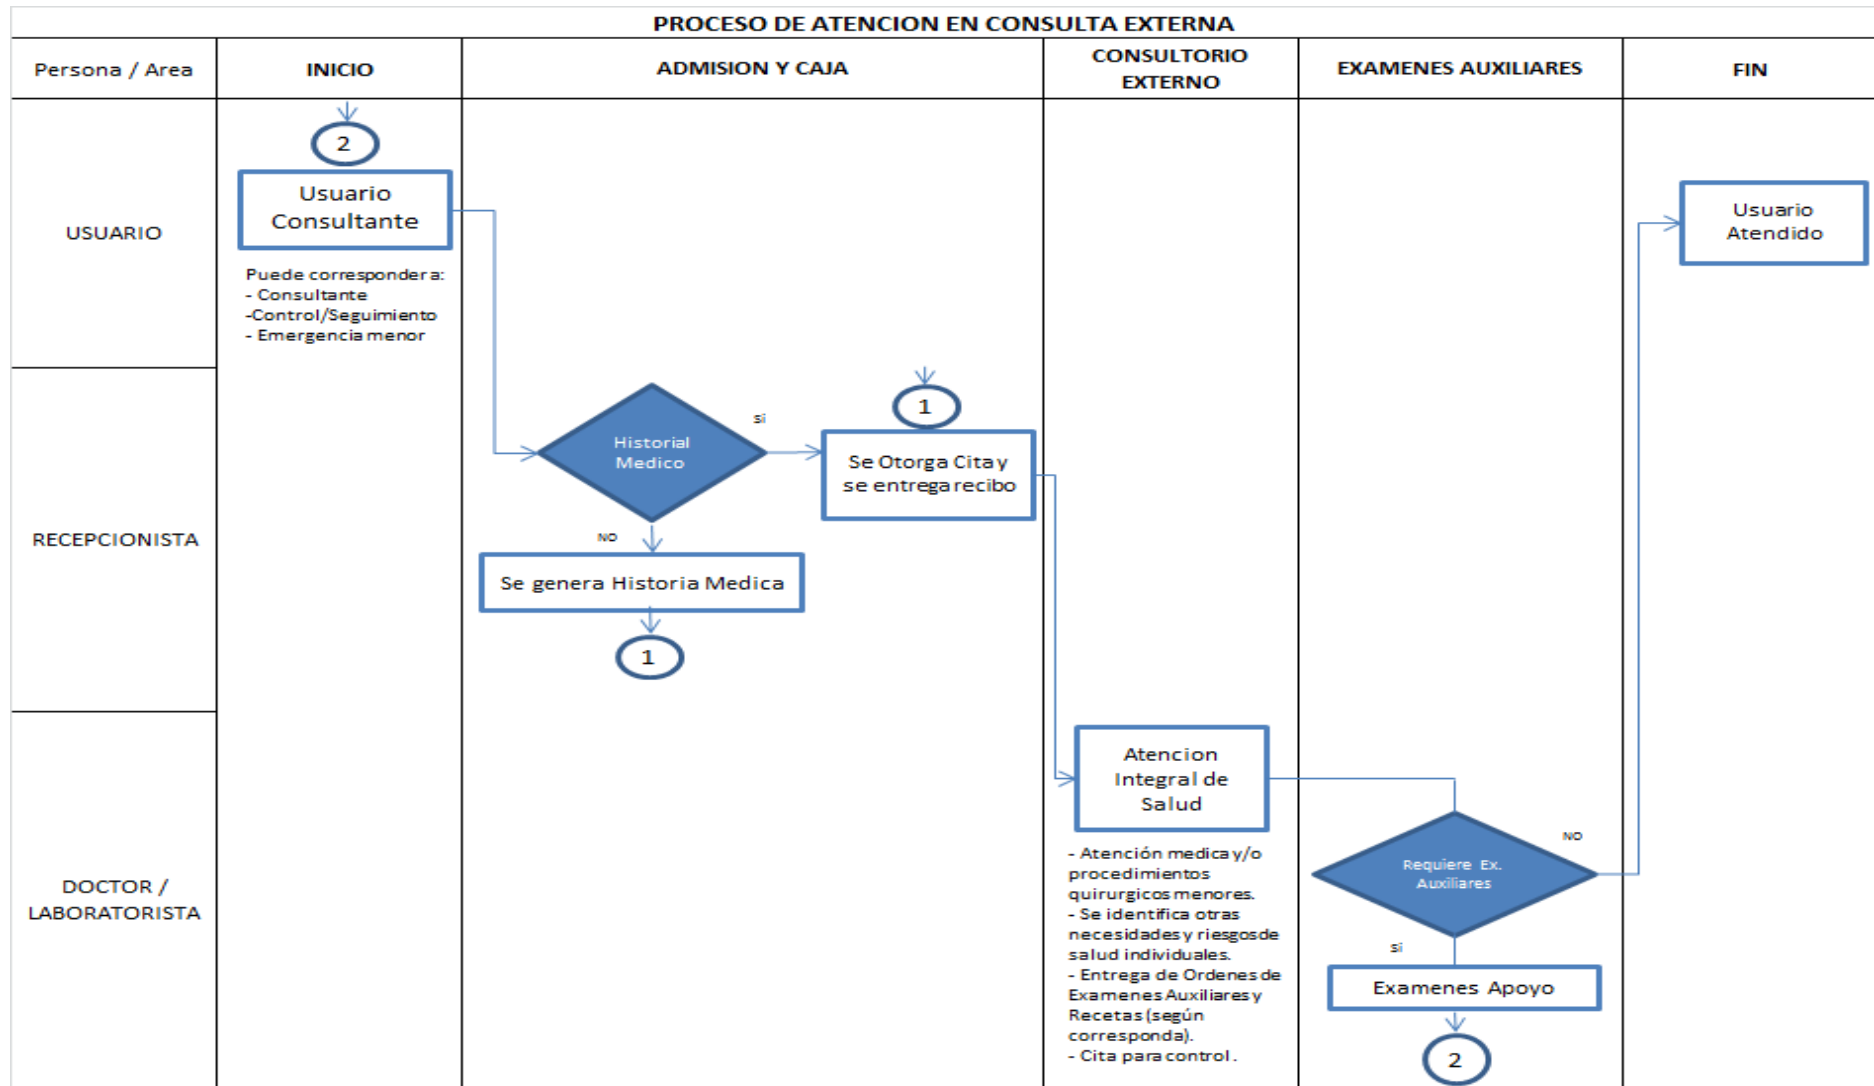 PROCESO DE ATENCION EN CONSULTA EXTERNA
Persona / Area
INICIO
ADMISION Y CAJA
CONSULTORIO
EXTERNO
EXAMENES AUXILIARES
FIN
USUARIO
2
Usuario
Consultante
Puede corresponder a:
- Consultante
-Control/Seguimiento
- Emergencia menor
Usuario
Atendido
RECEPCIONISTA
Historial
Medico
si
1
Se Otorga Cita y
se entrega recibo
NO
Se genera Historia Medica
1
DOCTOR /
LABORATORISTA
Atencion
Integral de
Salud
- Atención medica y/o
procedimientos
quirurgicos menores.
- Se identifica otras
necesidades y riesgos de
salud individuales.
- Entrega de Ordenes de
Examenes Auxiliares y
Recetas (según
corresponda).
- Cita para control .
Requiere Ex.
Auxiliares
NO
si
Examenes Apoyo
2